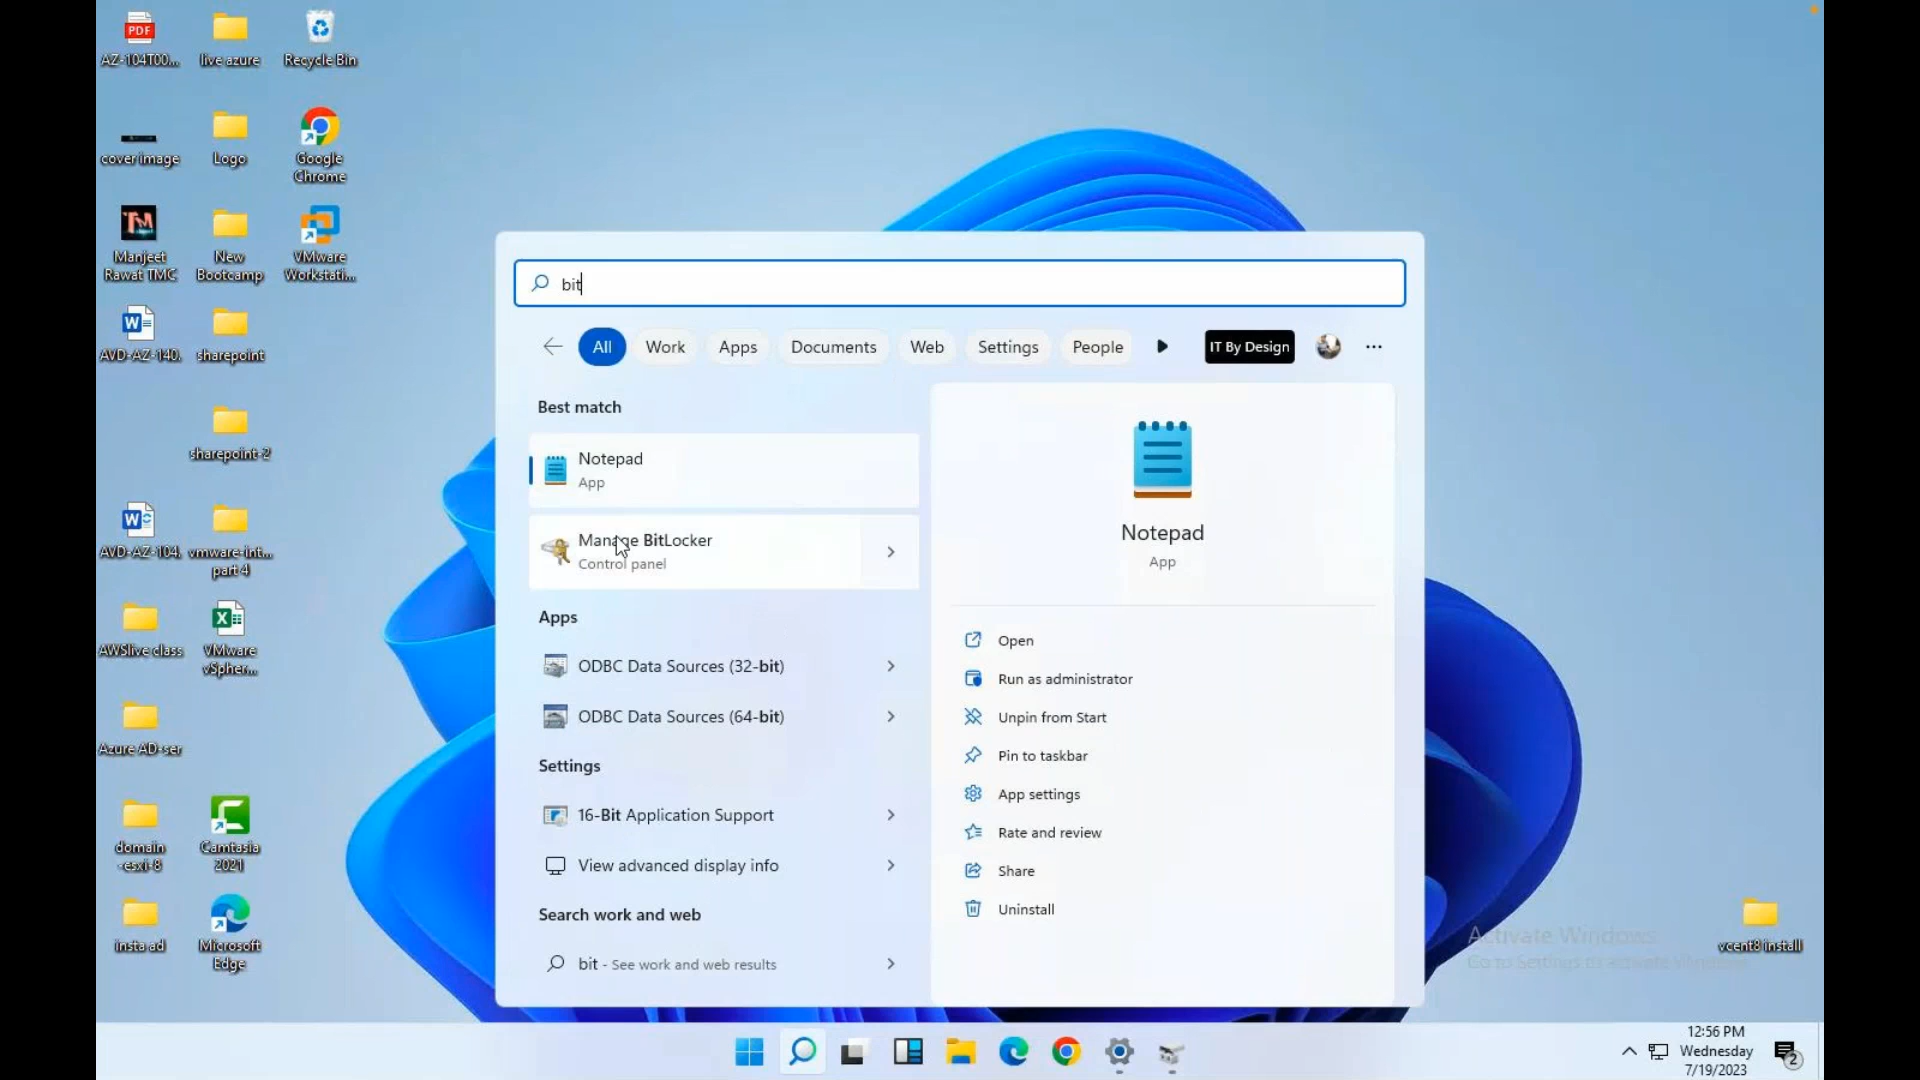 PDF
AZ-104T00...
live azure
Recycle Bin
cover image
Logo
Google
Chrome
TM
Manjeet
Rawat TMC
New
Bootcamp
VMware
Workstati...
AVD-AZ-140.
sharepoint
sharepoint-2
AVD-AZ-104.
vmware-int...
part 4
AWSlive class
VMware
vSpher...
Azure AD-ser
domain
-esxi-8
Camtasia
2021
insta ad
Microsoft
Edge
bit
All
Work
Apps
Documents
Web
Settings
People
IT By Design
Best match
Notepad
App
Manage BitLocker
Control panel
Apps
ODBC Data Sources (32-bit)
ODBC Data Sources (64-bit)
Settings
16-Bit Application Support
View advanced display info
Search work and web
bit - See work and web results
Notepad
App
Open
Run as administrator
Unpin from Start
Pin to taskbar
App settings
Rate and review
Share
Uninstall
Activate Windows
Go to Settings to activate Windows.
vcent8 install
12:56 PM
Wednesday
7/19/2023
2